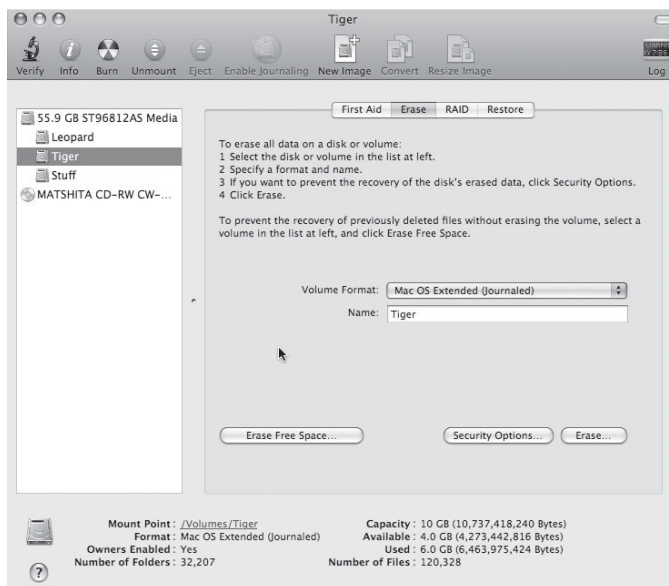 Tiger
Verify Info Burn Unmount Eject Enable Journaling New Image Convert Resize Image Log
55.9 GB ST96812AS Media
Leopard
Tiger
Stuff
MATSHITA CD-RW CW-...
First Aid Erase RAID Restore
To erase all data on a disk or volume:
1 Select the disk or volume in the list at left.
2 Specify a format and name.
3 If you want to prevent the recovery of the disk's erased data, click Security Options.
4 Click Erase.
To prevent the recovery of previously deleted files without erasing the volume, select a
volume in the list at left, and click Erase Free Space.
Volume Format: Mac OS Extended (Journaled)
Name: Tiger
Erase Free Space... Security Options... Erase...
Mount Point : /Volumes/Tiger
Format : Mac OS Extended (Journaled)
Owners Enabled : Yes
Number of Folders : 32,207
Capacity : 10 GB (10,737,418,240 Bytes)
Available : 4.0 GB (4,273,442,816 Bytes)
Used : 6.0 GB (6,463,975,424 Bytes)
Number of Files : 120,328
?